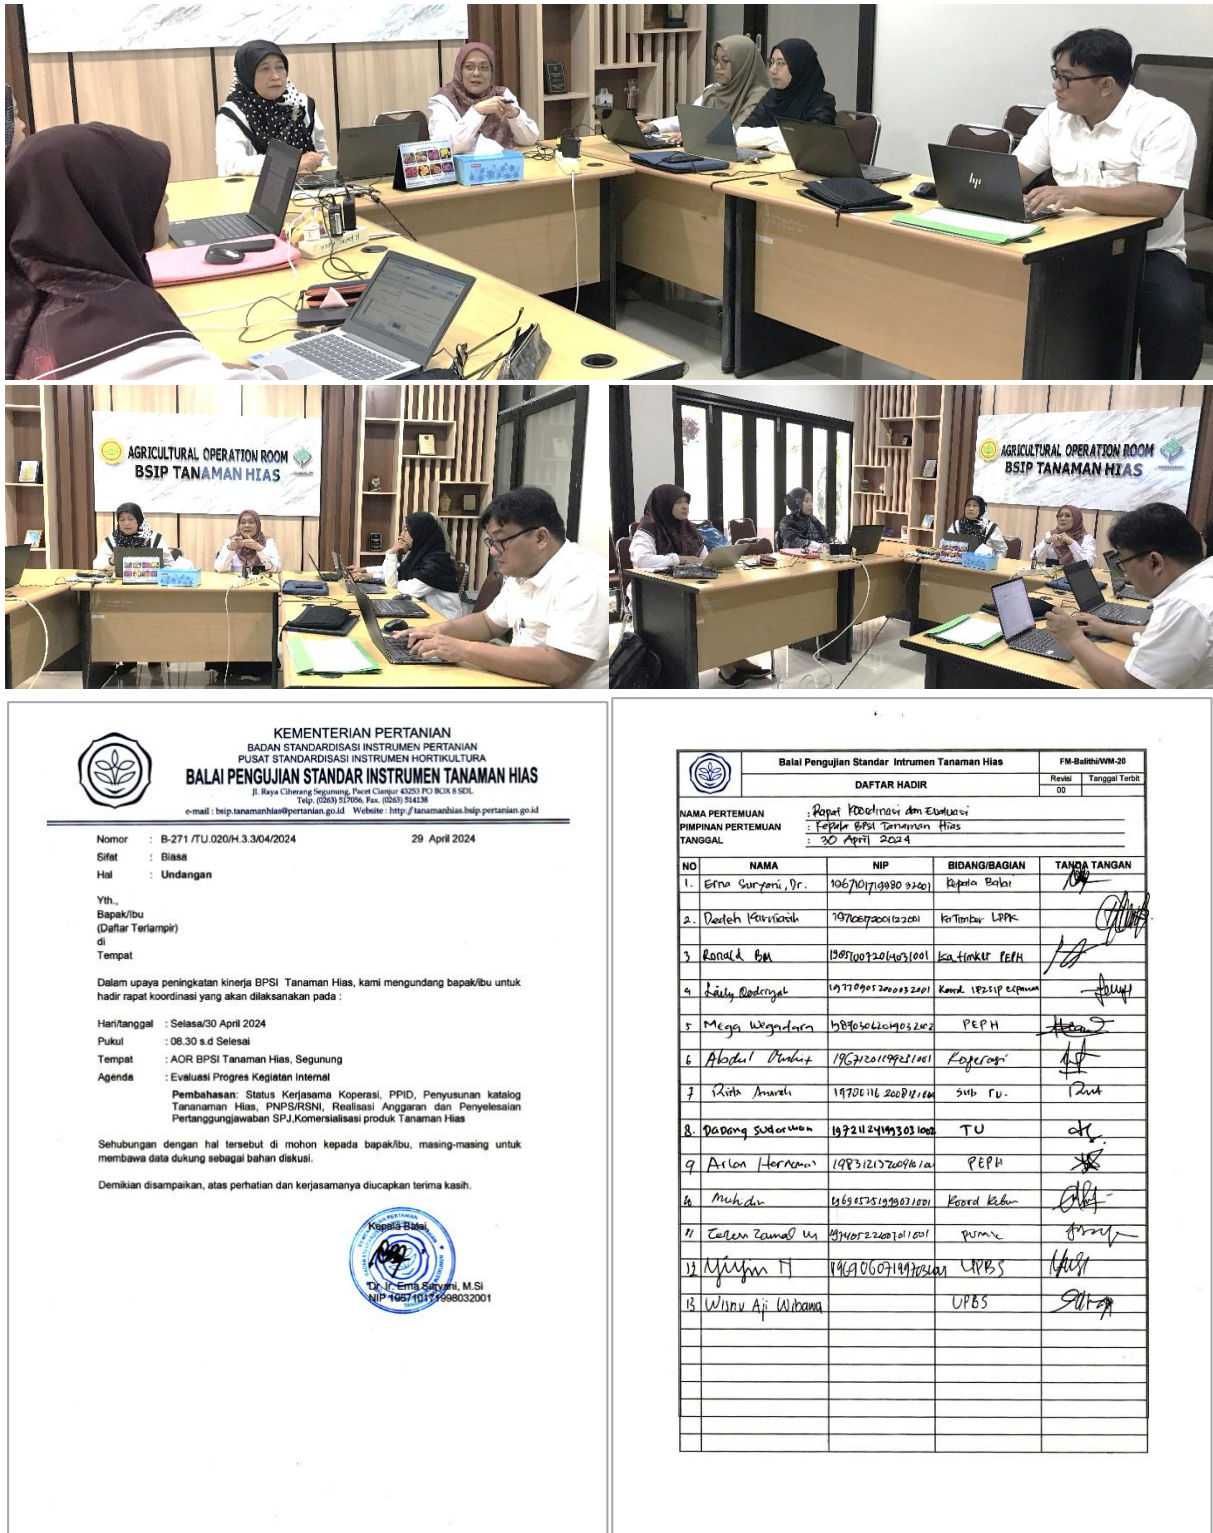 AGRICULTURAL OPERATION ROOM
BSIP TANAMAN HIAS
AGRICULTURAL OPERATION ROOM
BSIP TANAMAN HIAS
KEMENTERIAN PERTANIAN
BADAN STANDARDISASI INSTRUMEN PERTANIAN
PUSAT STANDARDISASI INSTRUMEN HORTIKULTURA
BALAI PENGUJIAN STANDAR INSTRUMEN TANAMAN HIAS
Jl. Raya Ciherang Segunung, Pacet Cianjur 43253 PO BOX 8 SDL
Telp. (0263) 517056, Fax. (0263) 514138
e-mail : bsip.tanamanhias@pertanian.go.id Website : http://tanamanhias.bsip.pertanian.go.id
Nomor : B-271 /TU.020/H.3.3/04/2024 29 April 2024
Sifat : Biasa
Hal : Undangan
Yth.,
Bapak/Ibu
(Daftar Terlampir)
di
Tempat
Dalam upaya peningkatan kinerja BPSI Tanaman Hias, kami mengundang bapak/ibu untuk
hadir rapat koordinasi yang akan dilaksanakan pada :
Hari/tanggal : Selasa/30 April 2024
Pukul : 08.30 s.d Selesai
Tempat : AOR BPSI Tanaman Hias, Segunung
Agenda : Evaluasi Progres Kegiatan Internal
Pembahasan: Status Kerjasama Koperasi, PPID, Penyusunan katalog
Tananaman Hias, PNPS/RSNI, Realisasi Anggaran dan Penyelesaian
Pertanggungjawaban SPJ,Komersialisasi produk Tanaman Hias
Sehubungan dengan hal tersebut di mohon kepada bapak/ibu, masing-masing untuk
membawa data dukung sebagai bahan diskusi.
Demikian disampaikan, atas perhatian dan kerjasamanya diucapkan terima kasih.
Kepala Balai,
Dr. Ir. Erna Suryani, M.Si
NIP 196710171998032001
Balai Pengujian Standar Intrumen Tanaman Hias
FM-Balithi/WM-20
DAFTAR HADIR
Revisi Tanggal Terbit
00
NAMA PERTEMUAN : Rapat Koordinasi dan Evaluasi
PIMPINAN PERTEMUAN : Kepala BPSI Tanaman Hias
TANGGAL : 30 April 2024
NO NAMA NIP BIDANG/BAGIAN TANDA TANGAN
1. Erna Suryani, Dr. Kepala Balai
2. Dedeh
3 Ronald BM PEPH
4
5 Mega Wegadara PEPH
6 Abdul Koperasi
7 Sub TU.
8. Dadang Sudarman TU
9 PEPH
10 Muhidin Koord Kebun
11
12 UPBS
13 Wisnu Aji Wibawa UPBS